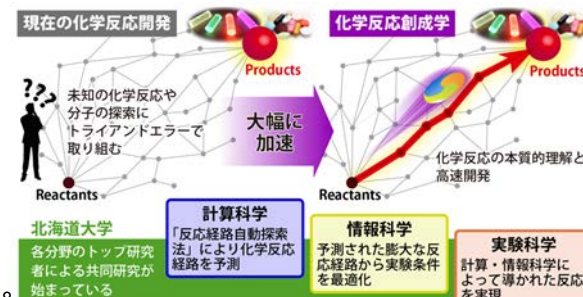 現在の化学反応開発
化学反応創成学
Products
Products
???
未知の化学反応や
分子の探索に
トライアンドエラーで
取り組む
大幅に
加速
化学反応の本質的理解と
高速開発
Reactants
Reactants
北海道大学
各分野のトップ研究
者による共同研究が
始まっている
計算科学
「反応経路自動探索
法」により化学反応
経路を予測
情報科学
予測された膨大な反
応経路から実験条件
を最適化
実験科学
計算・情報科学に
よって導かれた反応
を実現